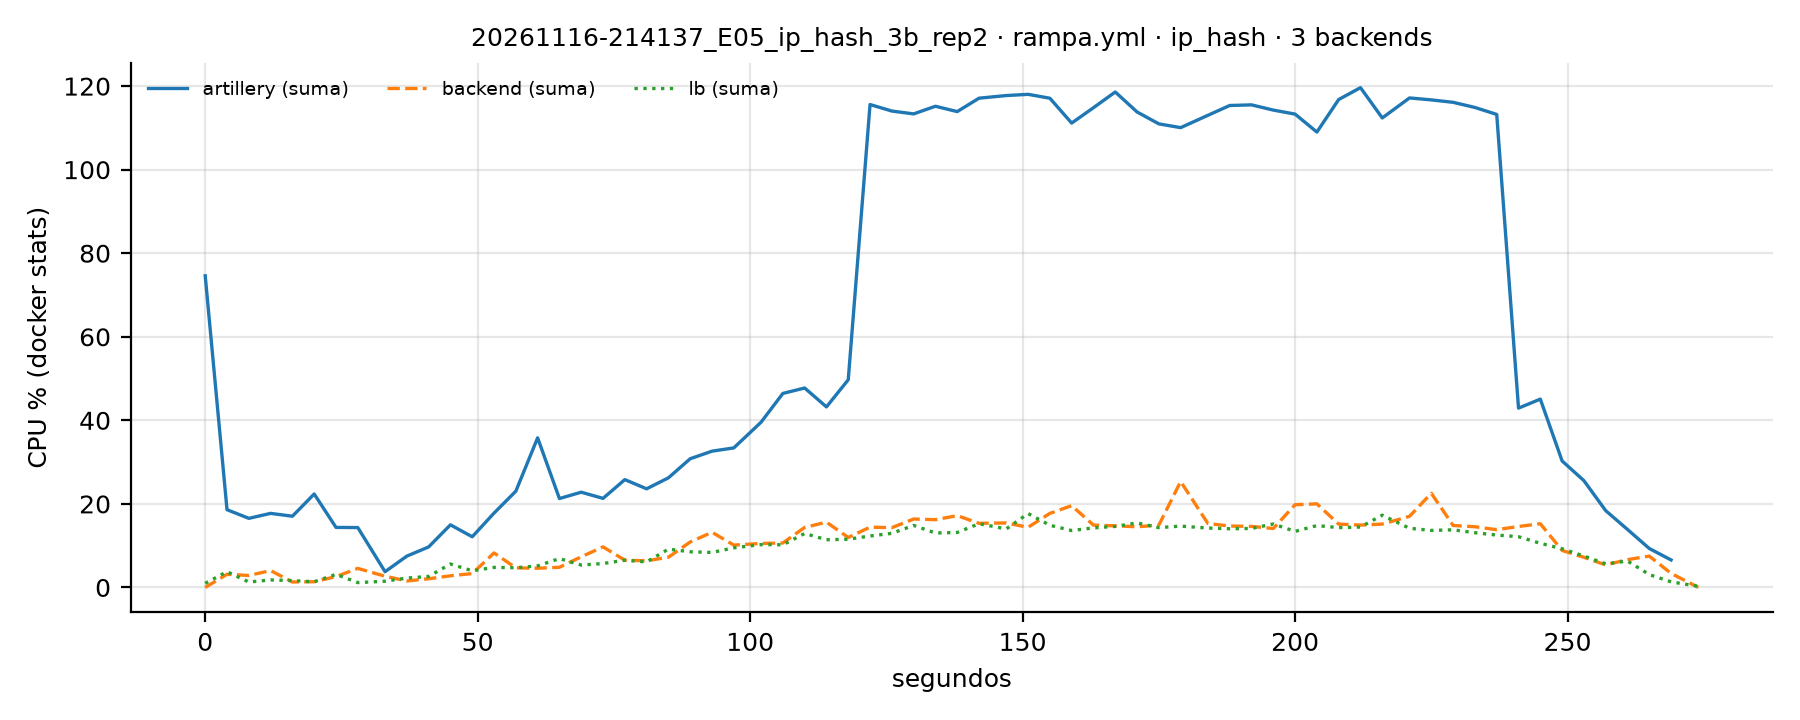 20261116-214137_E05_ip_hash_3b_rep2 · rampa.yml · ip_hash · 3 backends
artillery (suma) backend (suma) lb (suma)
CPU % (docker stats)
120
100
80
60
40
20
0
0 50 100 150 200 250
segundos